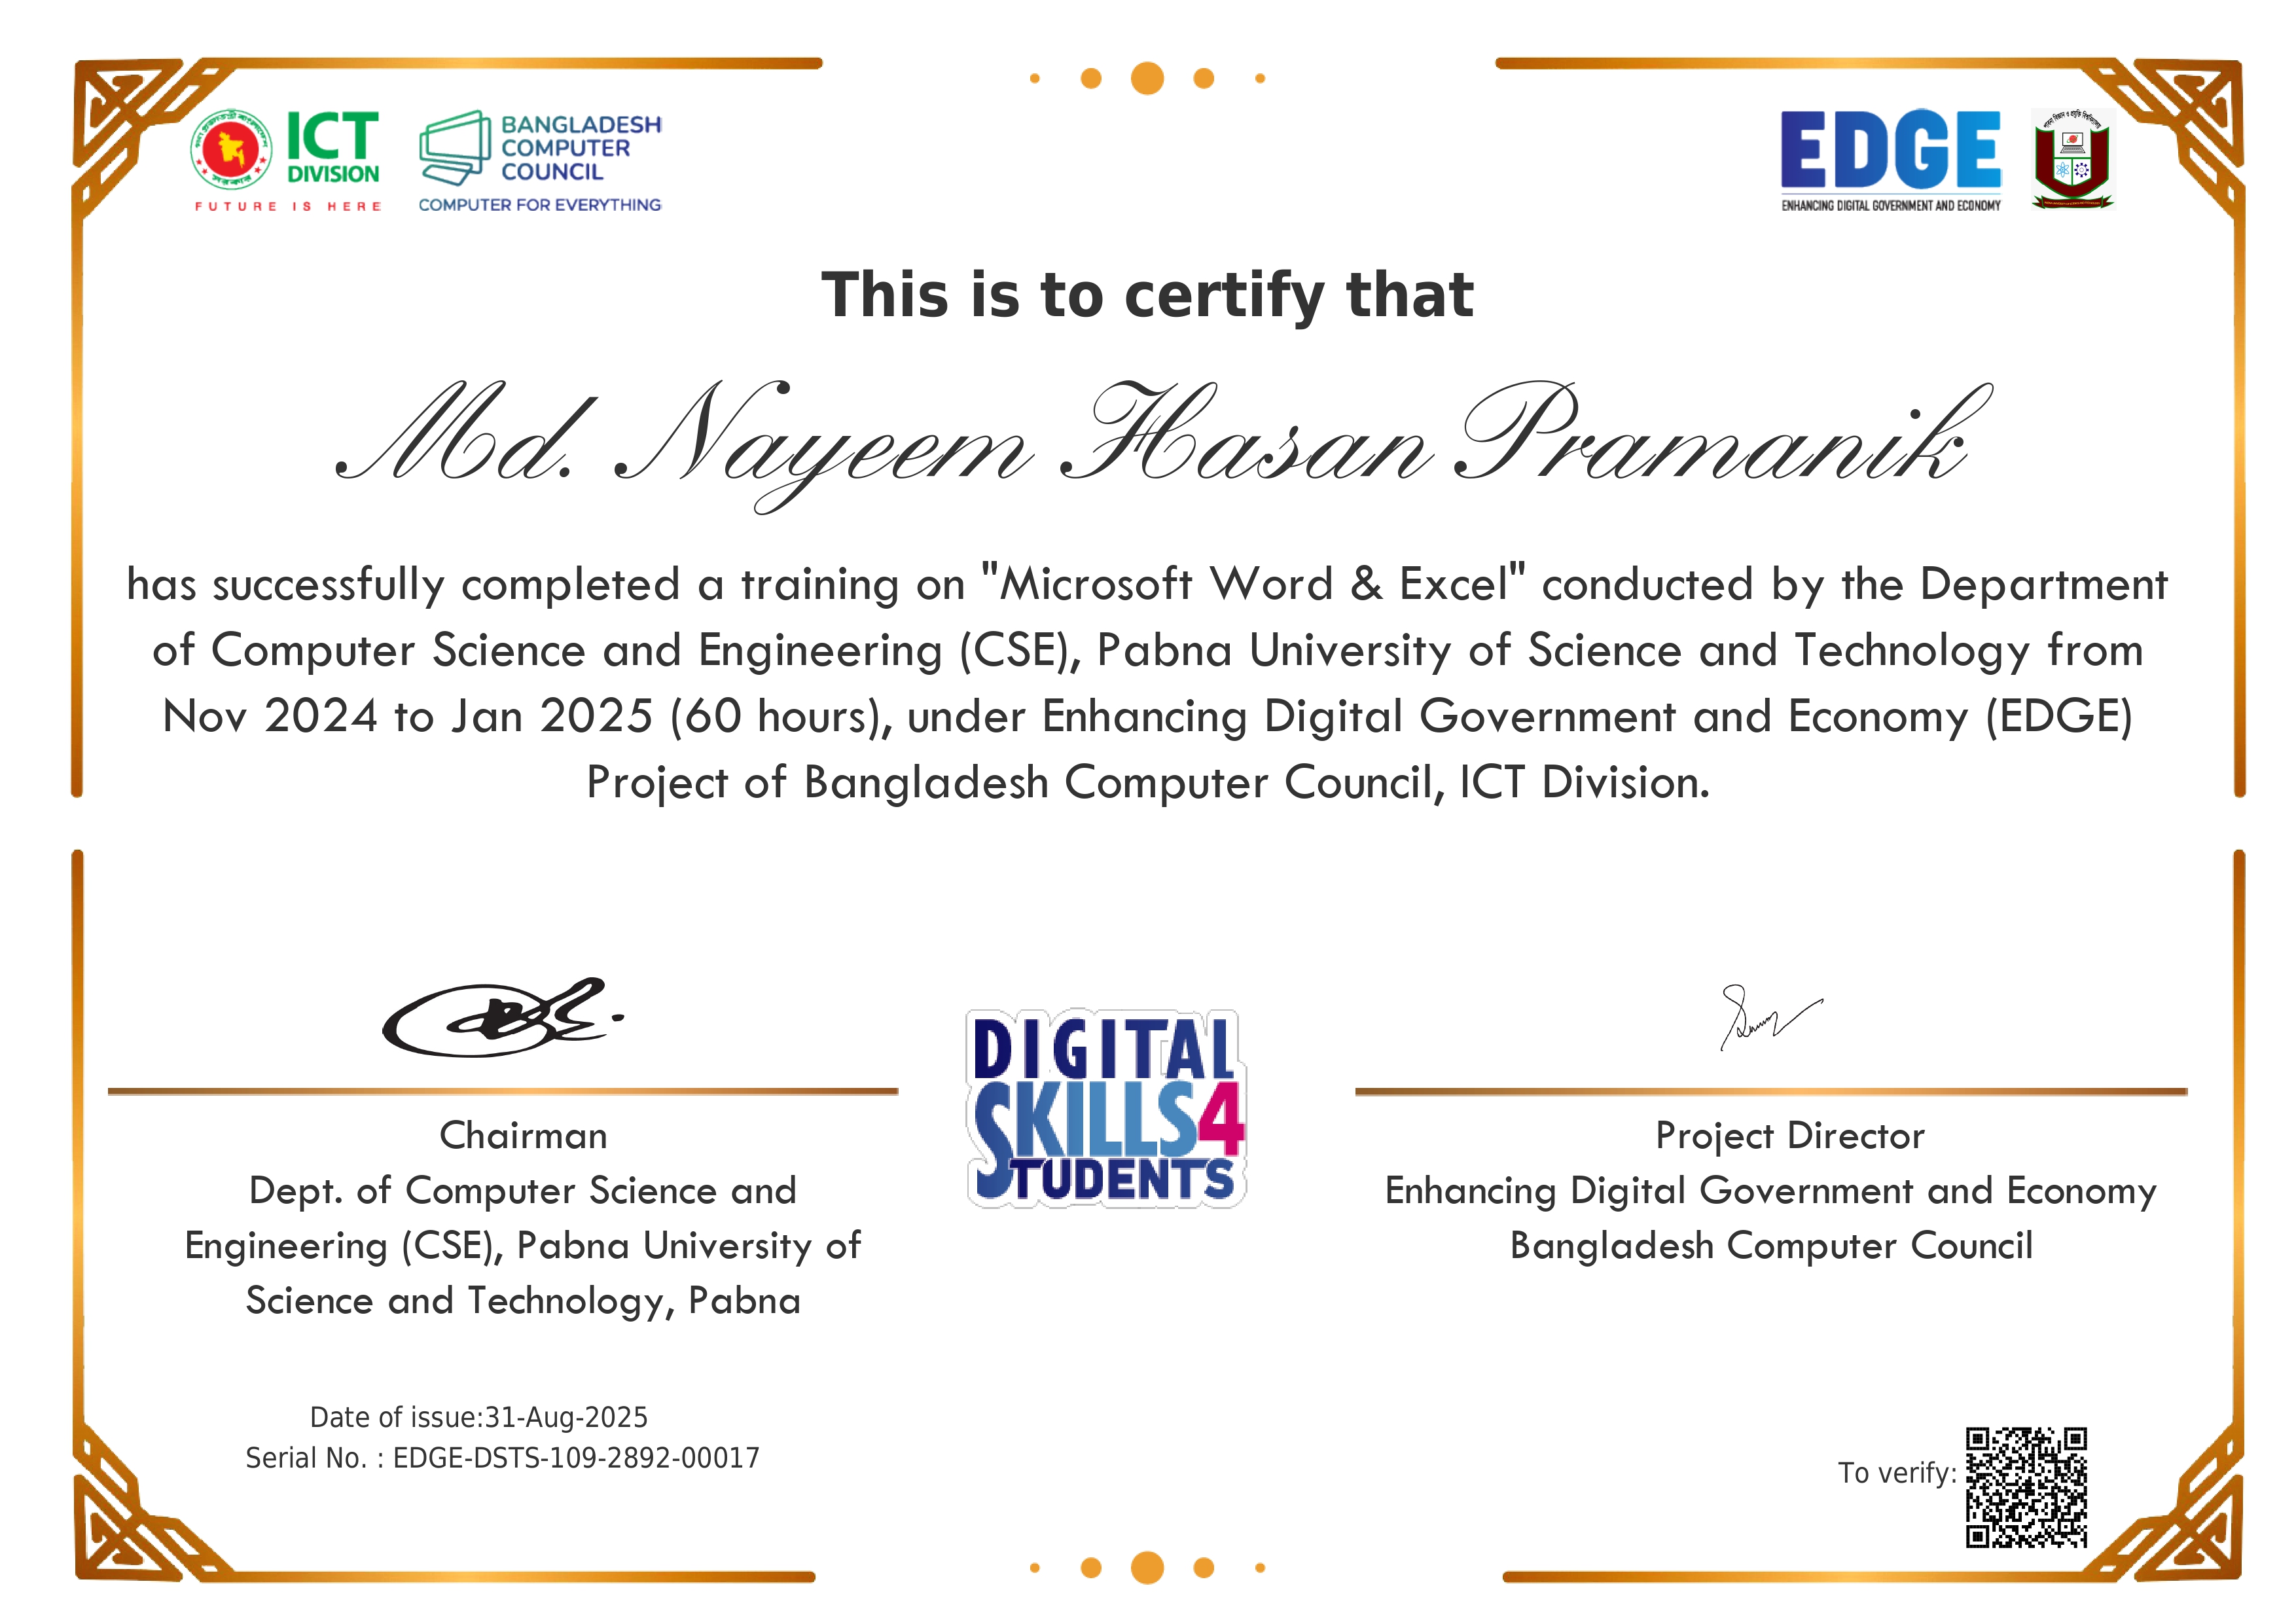 ICT
DIVISION
FUTURE IS HERE
BANGLADESH
COMPUTER
COUNCIL
COMPUTER FOR EVERYTHING
EDGE
ENHANCING DIGITAL GOVERNMENT AND ECONOMY
This is to certify that
Md. Nayeem Hasan Pramanik
has successfully completed a training on "Microsoft Word & Excel" conducted by the Department
of Computer Science and Engineering (CSE), Pabna University of Science and Technology from
Nov 2024 to Jan 2025 (60 hours), under Enhancing Digital Government and Economy (EDGE)
Project of Bangladesh Computer Council, ICT Division.
Chairman
Dept. of Computer Science and
Engineering (CSE), Pabna University of
Science and Technology, Pabna
DIGITAL
SKILLS4
STUDENTS
Project Director
Enhancing Digital Government and Economy
Bangladesh Computer Council
Date of issue:31-Aug-2025
Serial No. : EDGE-DSTS-109-2892-00017
To verify: